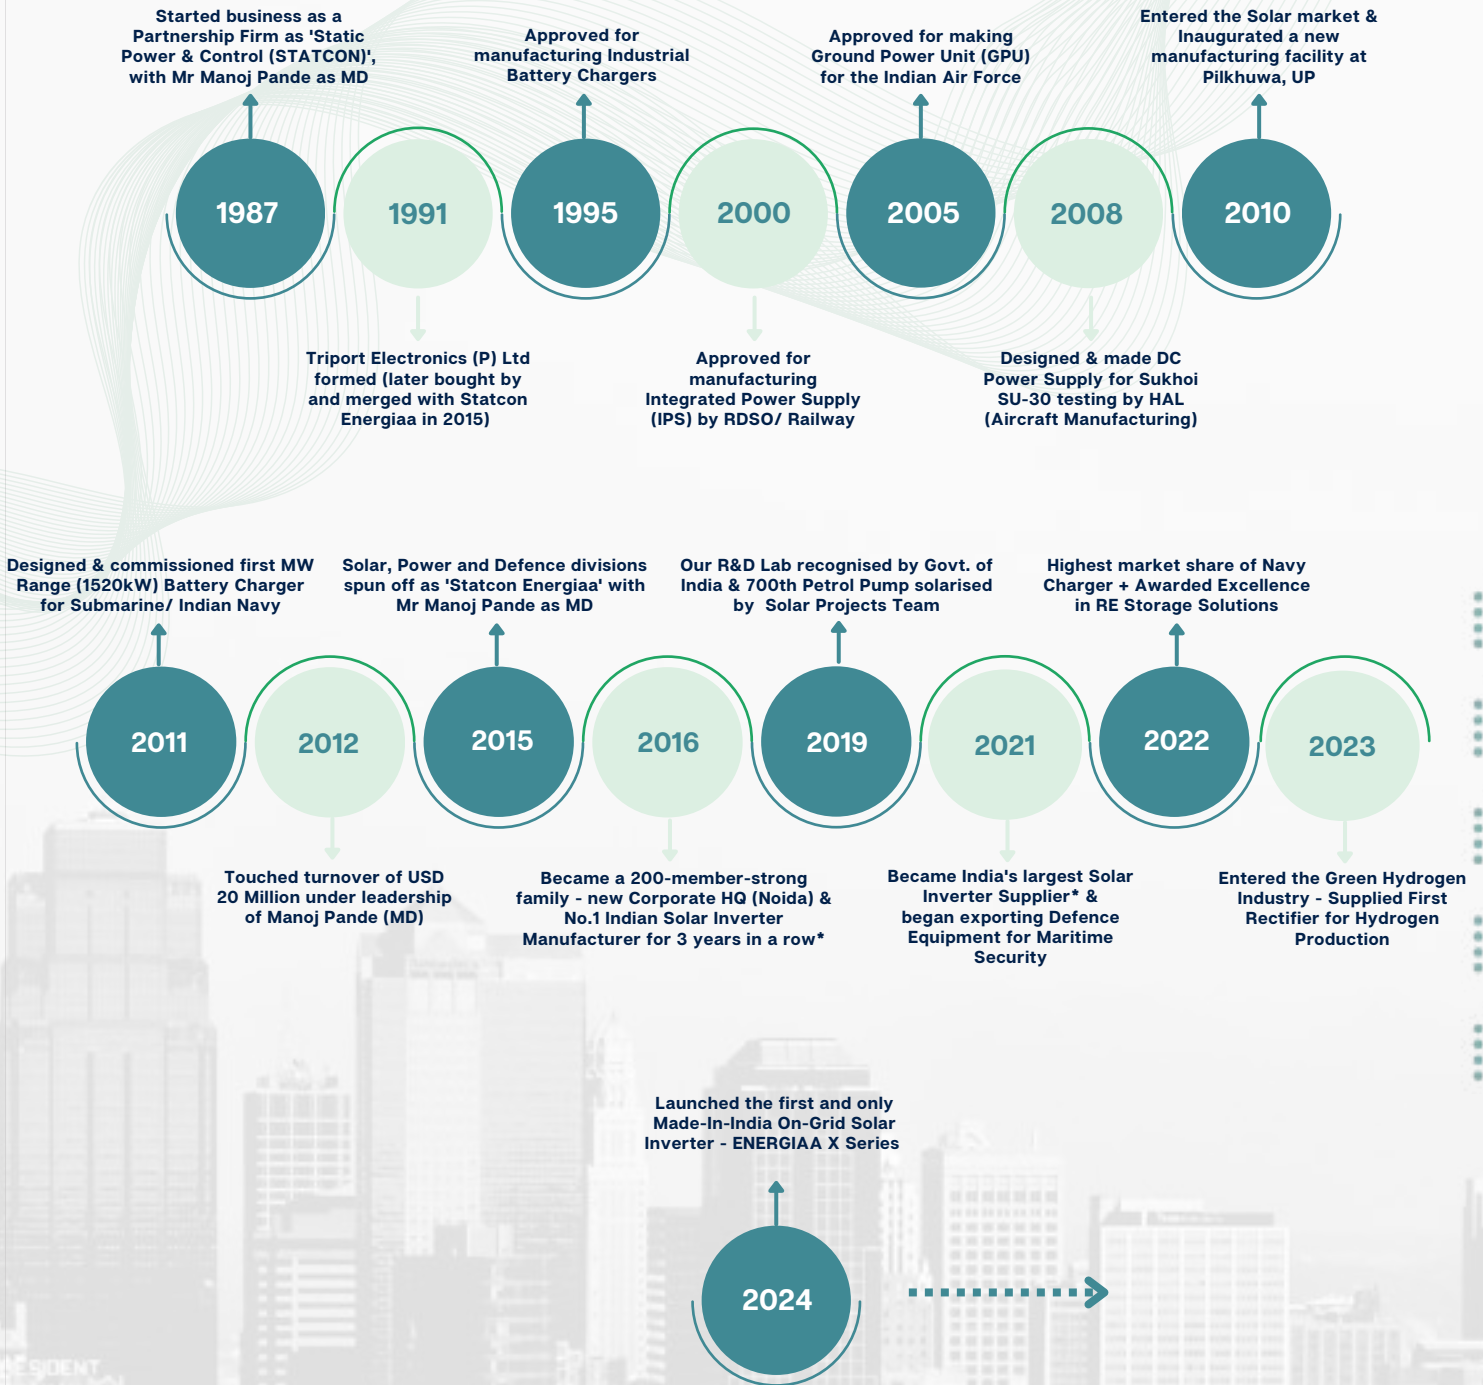 Started business as a
Partnership Firm as 'Static
Power & Control (STATCON)',
with Mr Manoj Pande as MD
Approved for
manufacturing Industrial
Battery Chargers
Approved for making
Ground Power Unit (GPU)
for the Indian Air Force
Entered the Solar market &
Inaugurated a new
manufacturing facility at
Pilkhuwa, UP
1987
1991
1995
2000
2005
2008
2010
Triport Electronics (P) Ltd
formed (later bought by
and merged with Statcon
Energiaa in 2015)
Approved for
manufacturing
Integrated Power Supply
(IPS) by RDSO/ Railway
Designed & made DC
Power Supply for Sukhoi
SU-30 testing by HAL
(Aircraft Manufacturing)
Designed & commissioned first MW
Range (1520kW) Battery Charger
for Submarine/ Indian Navy
Solar, Power and Defence divisions
spun off as 'Statcon Energiaa' with
Mr Manoj Pande as MD
Our R&D Lab recognised by Govt. of
India & 700th Petrol Pump solarised
by Solar Projects Team
Highest market share of Navy
Charger + Awarded Excellence
in RE Storage Solutions
2011
2012
2015
2016
2019
2021
2022
2023
Touched turnover of USD
20 Million under leadership
of Manoj Pande (MD)
Became a 200-member-strong
family - new Corporate HQ (Noida) &
No.1 Indian Solar Inverter
Manufacturer for 3 years in a row*
Became India's largest Solar
Inverter Supplier* &
began exporting Defence
Equipment for Maritime
Security
Entered the Green Hydrogen
Industry - Supplied First
Rectifier for Hydrogen
Production
Launched the first and only
Made-In-India On-Grid Solar
Inverter - ENERGIAA X Series
2024